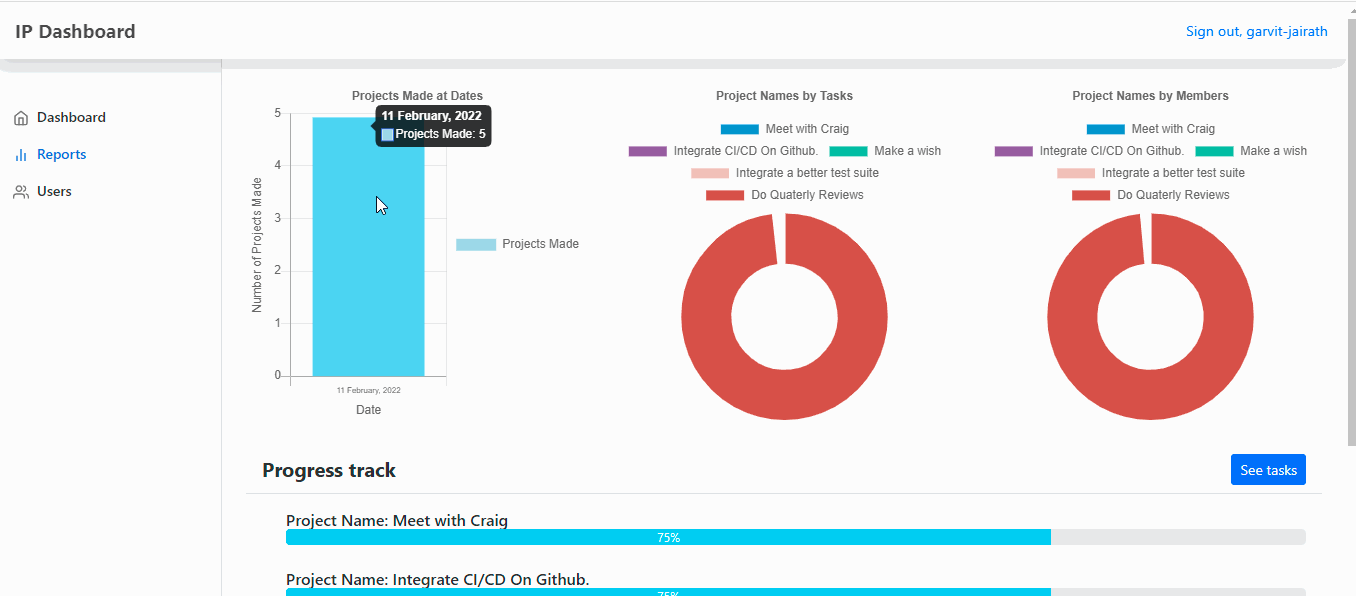 IP Dashboard
Sign out, garvit-jairath
Dashboard
Reports
Users
Projects Made at Dates
11 February, 2022
Projects Made: 5
5
4
3
2
1
0
Number of Projects Made
11 February, 2022
Date
Projects Made
Project Names by Tasks
Meet with Craig
Integrate CI/CD On Github. Make a wish
Integrate a better test suite
Do Quaterly Reviews
Project Names by Members
Meet with Craig
Integrate CI/CD On Github. Make a wish
Integrate a better test suite
Do Quaterly Reviews
Progress track
See tasks
Project Name: Meet with Craig
75%
Project Name: Integrate CI/CD On Github.
75%